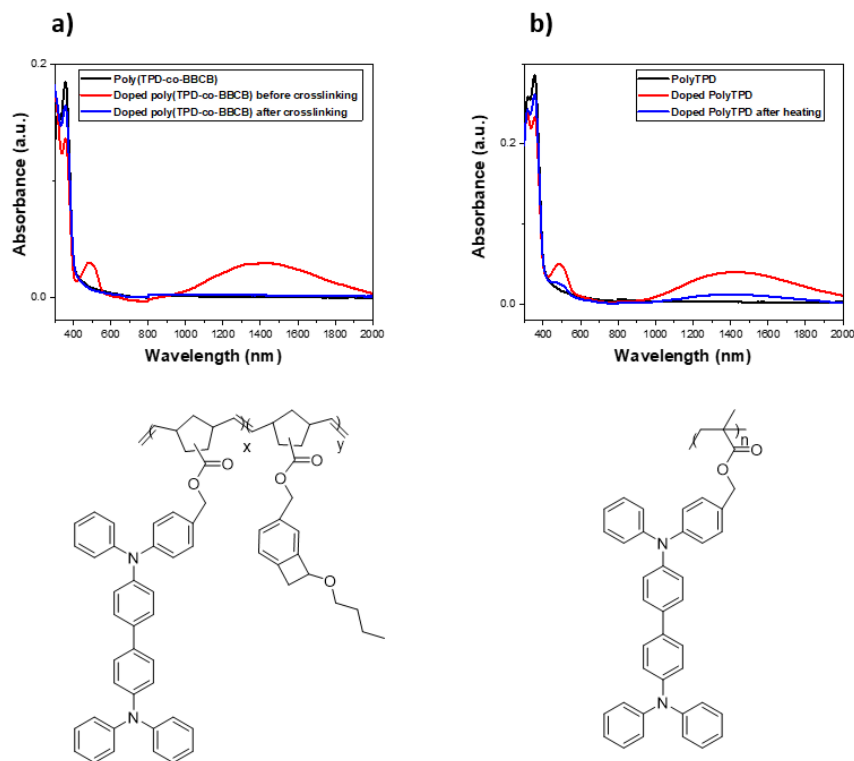 a)
0.2
0.0
Absorbance (a.u.)
Poly(TPD-co-BBCB)
Doped poly(TPD-co-BBCB) before crosslinking
Doped poly(TPD-co-BBCB) after crosslinking
400 600 800 1000 1200 1400 1600 1800 2000
Wavelength (nm)
b)
0.2
0.0
Absorbance (a.u.)
PolyTPD
Doped PolyTPD
Doped PolyTPD after heating
400 600 800 1000 1200 1400 1600 1800 2000
Wavelength (nm)
x
y
O
O
O
O
N
O
N
n
O
O
N
N